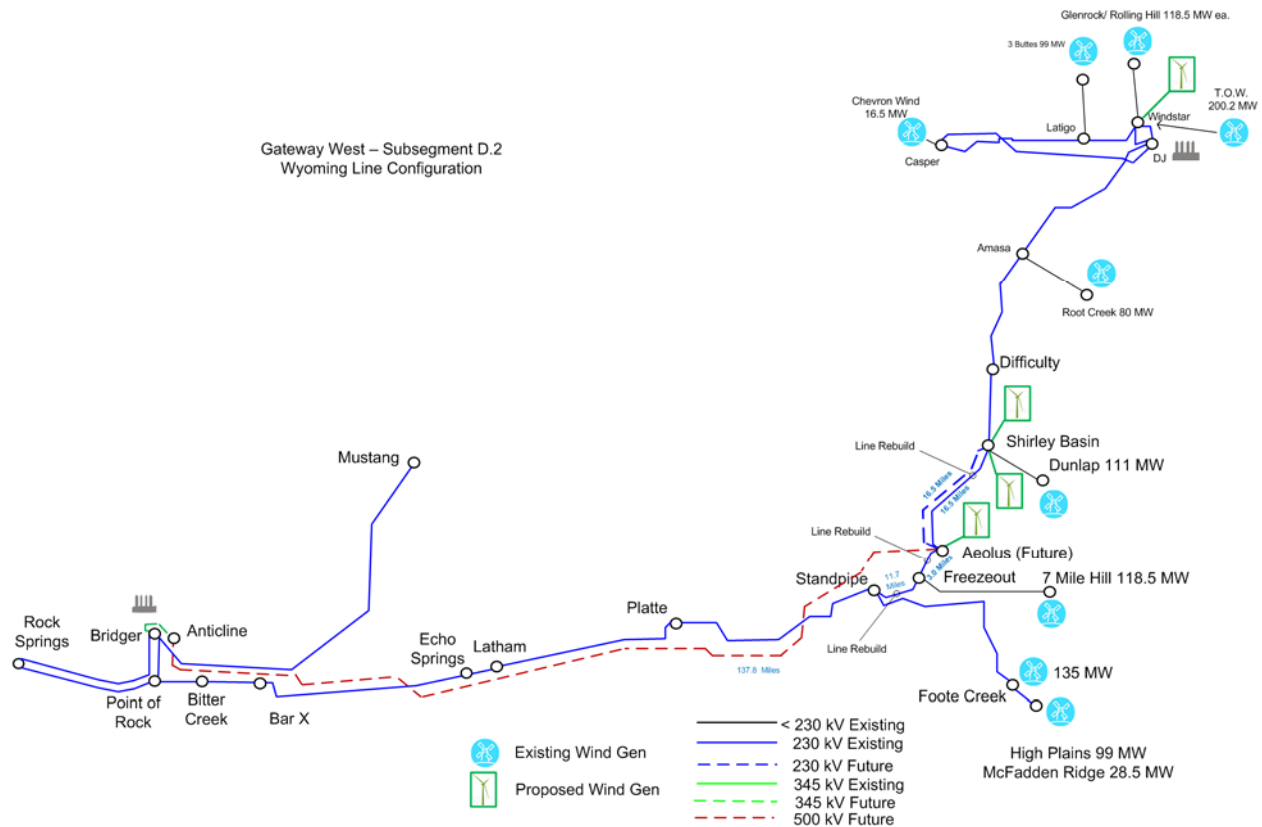 Glenrock/ Rolling Hill 118.5 MW ea.
3 Buttes 99 MW
T.O.W.
200.2 MW
Chevron Wind
16.5 MW
Windstar
Latigo
Casper
DJ
Gateway West – Subsegment D.2
Wyoming Line Configuration
Amasa
Root Creek 80 MW
Difficulty
Line Rebuild
Shirley Basin
Mustang
Dunlap 111 MW
16.5 Miles
16.5 Miles
Line Rebuild
Aeolus (Future)
3.0 Miles
Standpipe
11.7
Miles
Freezeout
7 Mile Hill 118.5 MW
Platte
Rock
Springs
Bridger
Anticline
Echo
Springs
Latham
Line Rebuild
137.8 Miles
135 MW
Point of
Rock
Bitter
Creek
Bar X
Foote Creek
< 230 kV Existing
230 kV Existing
230 kV Future
345 kV Existing
345 kV Future
500 kV Future
Existing Wind Gen
Proposed Wind Gen
High Plains 99 MW
McFadden Ridge 28.5 MW